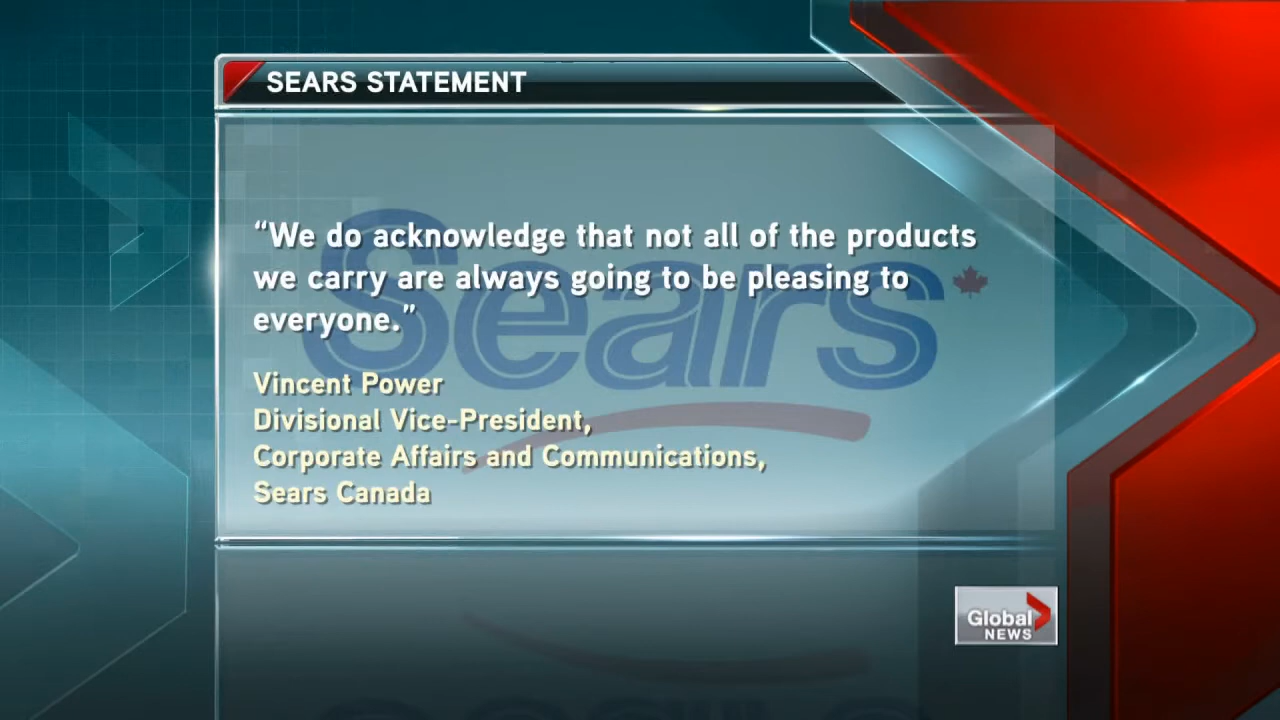 SEARS STATEMENT
Sears
“We do acknowledge that not all of the products
we carry are always going to be pleasing to
everyone.”
Vincent Power
Divisional Vice-President,
Corporate Affairs and Communications,
Sears Canada
Global
NEWS